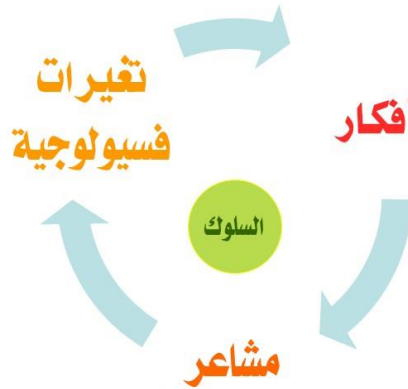 تغيرات
فسيولوجية
فكار
السلوك
مشاعر